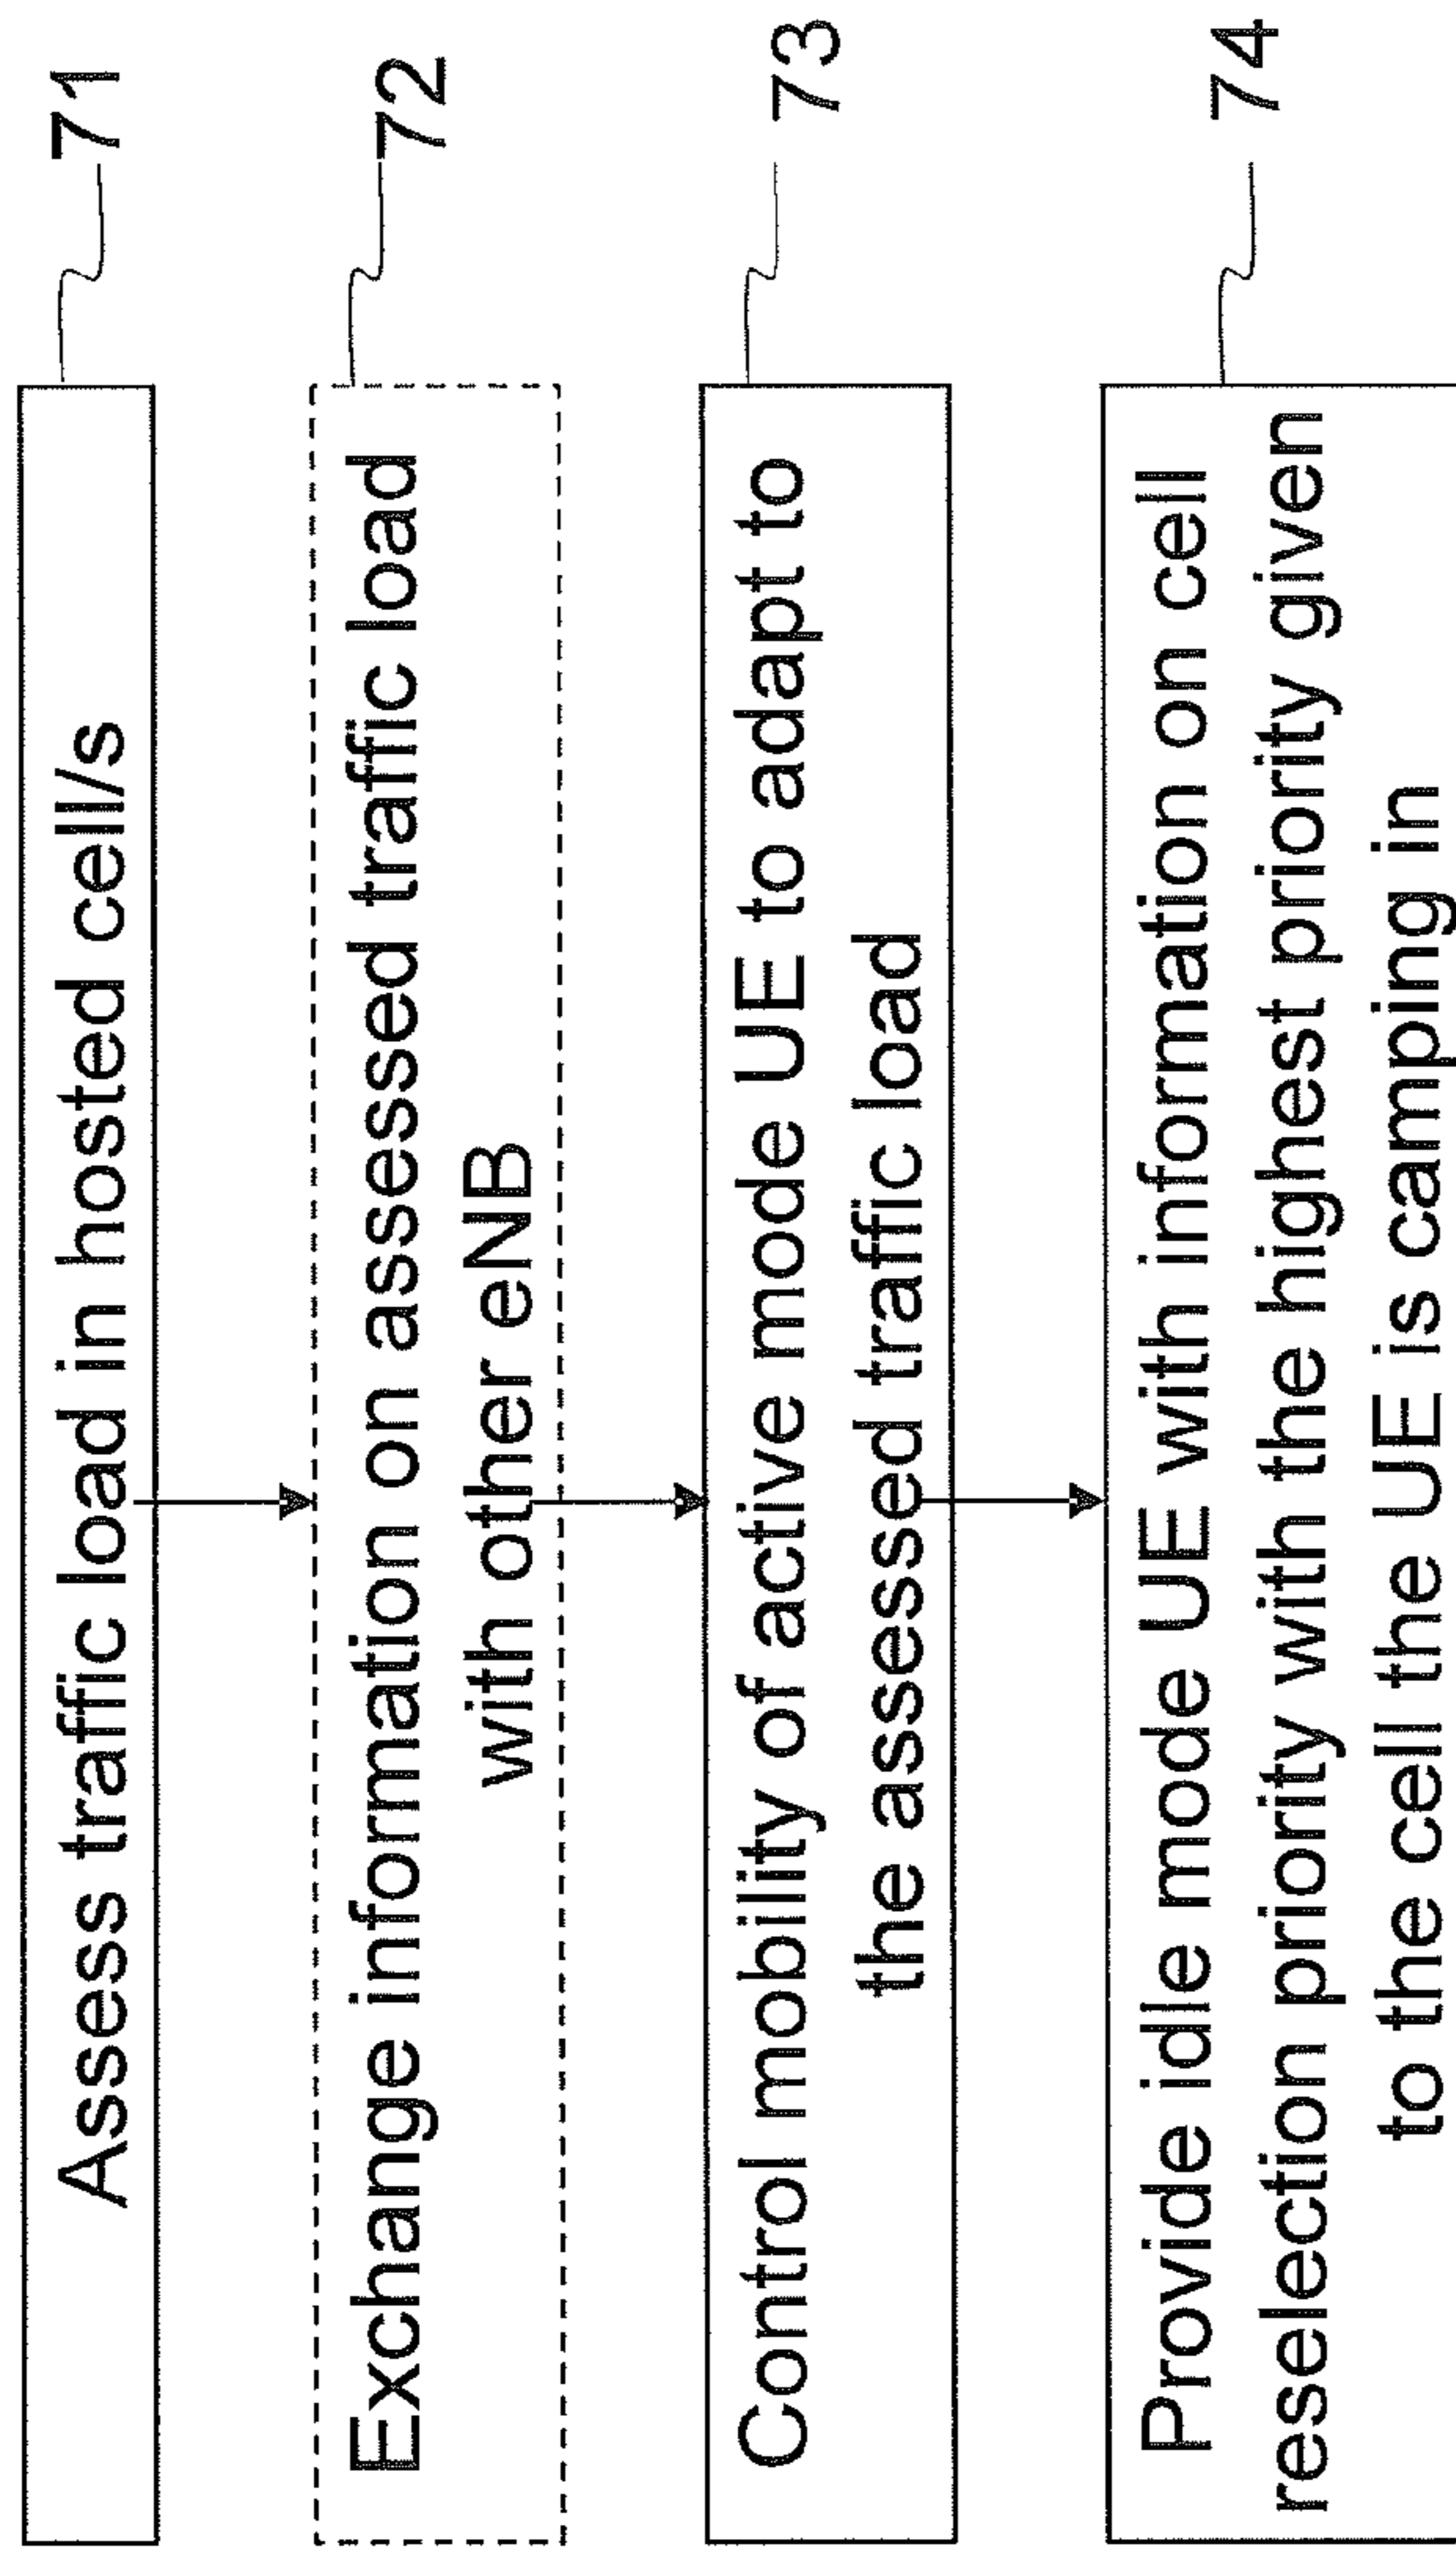 Assess traffic load in hosted cell/s
71
Exchange information on assessed traffic load
with other eNB
72
Control mobility of active mode UE to adapt to
the assessed traffic load
73
Provide idle mode UE with information on cell
reselection priority with the highest priority given
to the cell the UE is camping in
74